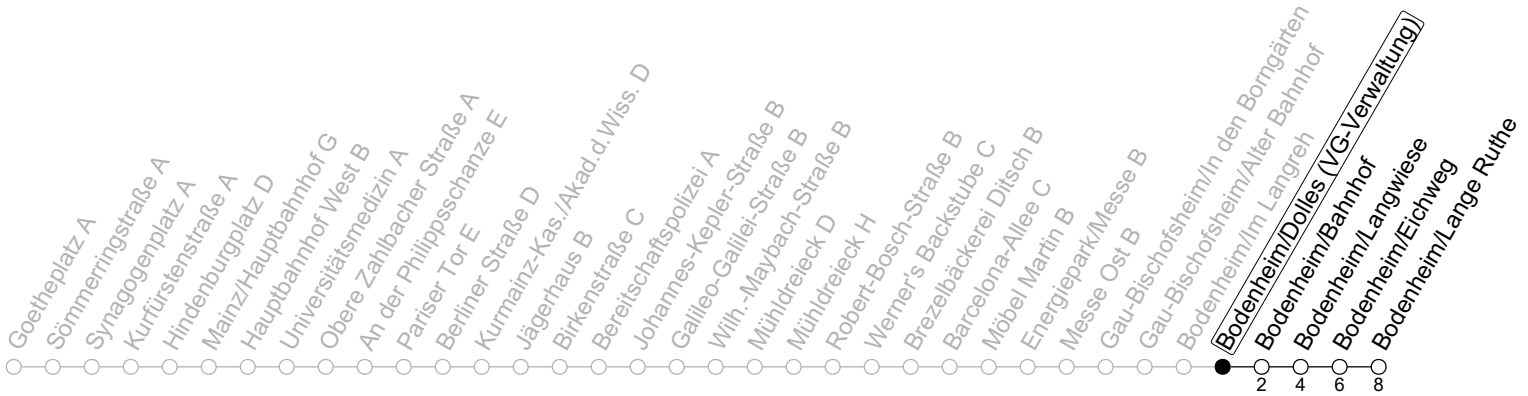 Goetheplatz A
Sömmerringstraße A
Synagogenplatz A
Kurfürstenstraße A
Hindenburgplatz D
Mainz/Hauptbahnhof G
Hauptbahnhof West B
Universitätsmedizin A
Obere Zahlbacher Straße A
An der Philippsschanze E
Pariser Tor E
Berliner Straße D
Kurmainz-Kas./Akad.d.Wiss. D
Jägerhaus B
Birkenstraße C
Bereitschaftspolizei A
Johannes-Kepler-Straße B
Galileo-Galilei-Straße B
Wilh.-Maybach-Straße B
Mühldreieck D
Mühldreieck H
Robert-Bosch-Straße B
Werner's Backstube C
Brezelbäckerei Ditsch B
Barcelona-Allee C
Möbel Martin B
Energiepark/Messe B
Messe Ost B
Gau-Bischofsheim/In den Borngärten
Gau-Bischofsheim/Alter Bahnhof
Bodenheim/Im Langreh
Bodenheim/Dolles (VG-Verwaltung)
Bodenheim/Bahnhof
Bodenheim/Langwiese
Bodenheim/Eichweg
Bodenheim/Lange Ruthe
2 4 6 8